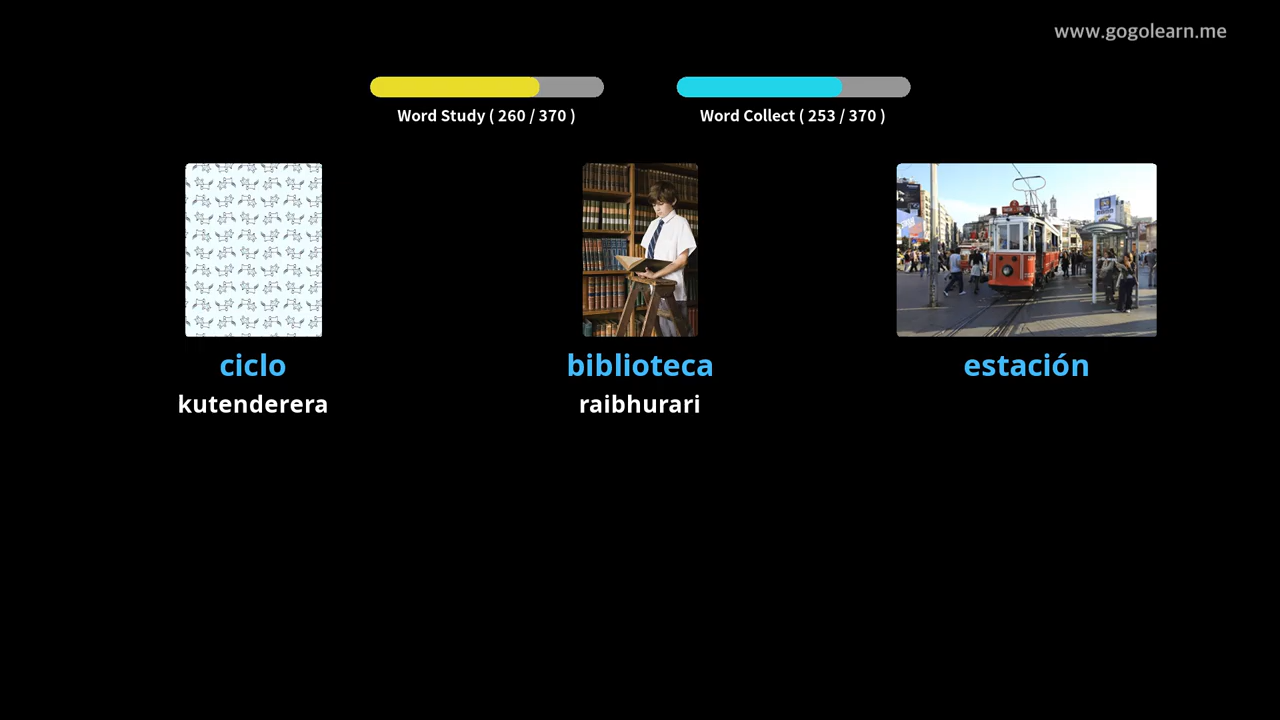 www.gogolearn.me
Word Study ( 260 / 370 )
Word Collect ( 253 / 370 )
ciclo
biblioteca
estación
kutenderera
raibhurari